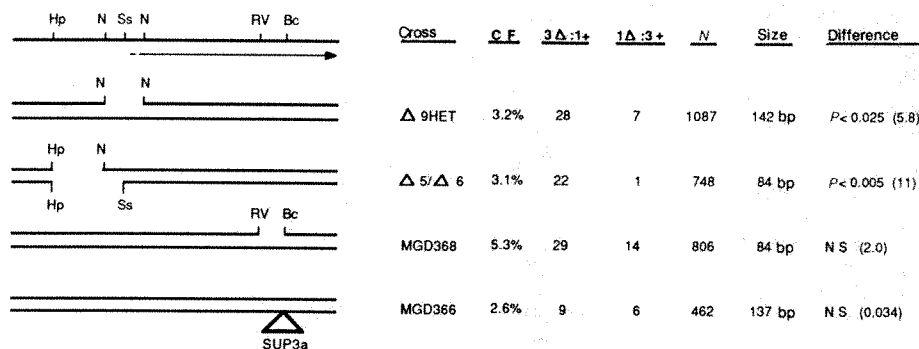 Hp N Ss N RV Bc
Cross C F 3 Δ :1+ 1Δ :3 + N Size Difference
N N
Δ 9HET 3.2% 28 7 1087 142 bp P< 0.025 (5.8)
Hp N
Δ 5/Δ 6 3.1% 22 1 748 84 bp P< 0.005 (11)
Hp Ss
RV Bc
MGD368 5.3% 29 14 806 84 bp N S (2.0)
MGD366 2.6% 9 6 462 137 bp N S (0.034)
SUP3a